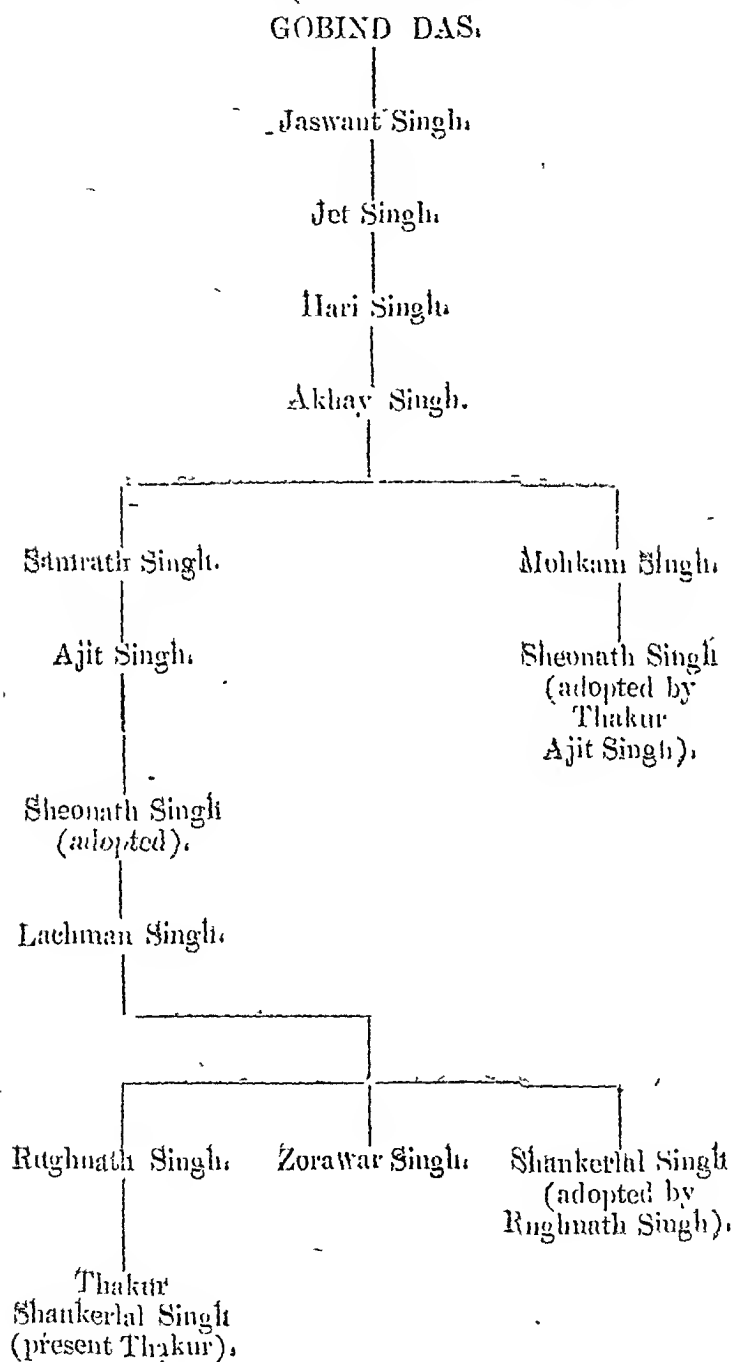 GOBIND DAS.
Jaswant Singh.
Jet Singh.
Hari Singh.
Akhay Singh.
Samrath Singh.
Mohkam Singh.
Ajit Singh.
Sheonath Singh
(adopted by
Thakur
Ajit Singh).
Sheonath Singh
(adopted).
Lachman Singh.
Rughnath Singh.
Zorawar Singh.
Shankerlal Singh
(adopted by
Rughnath Singh).
Thakur
Shankerlal Singh
(present Thakur).